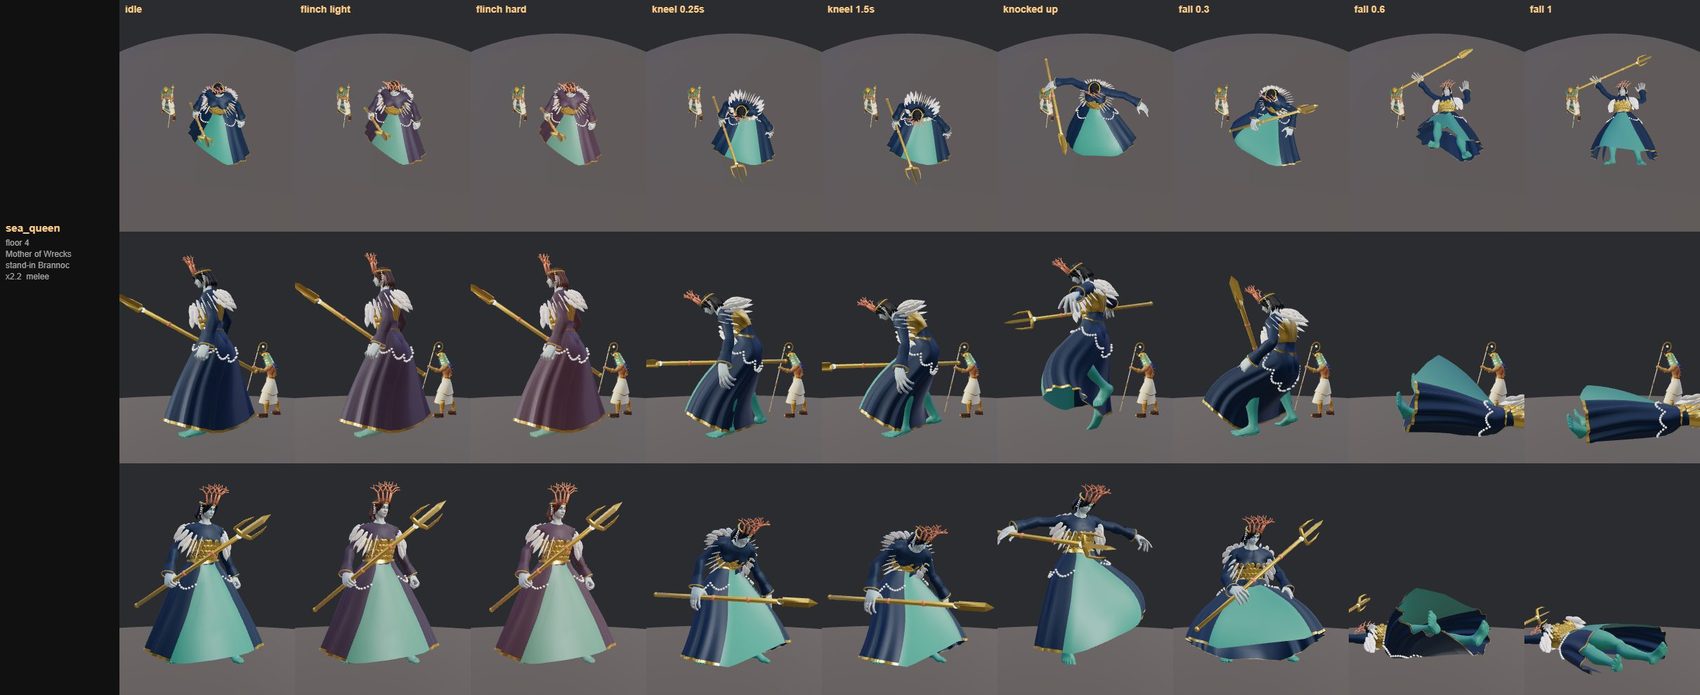 idle
flinch light
flinch hard
kneel 0.25s
kneel 1.5s
knocked up
fall 0.3
fall 0.6
fall 1
sea_queen
floor 4
Mother of Wrecks
stand-in Brannoc
x2.2 melee